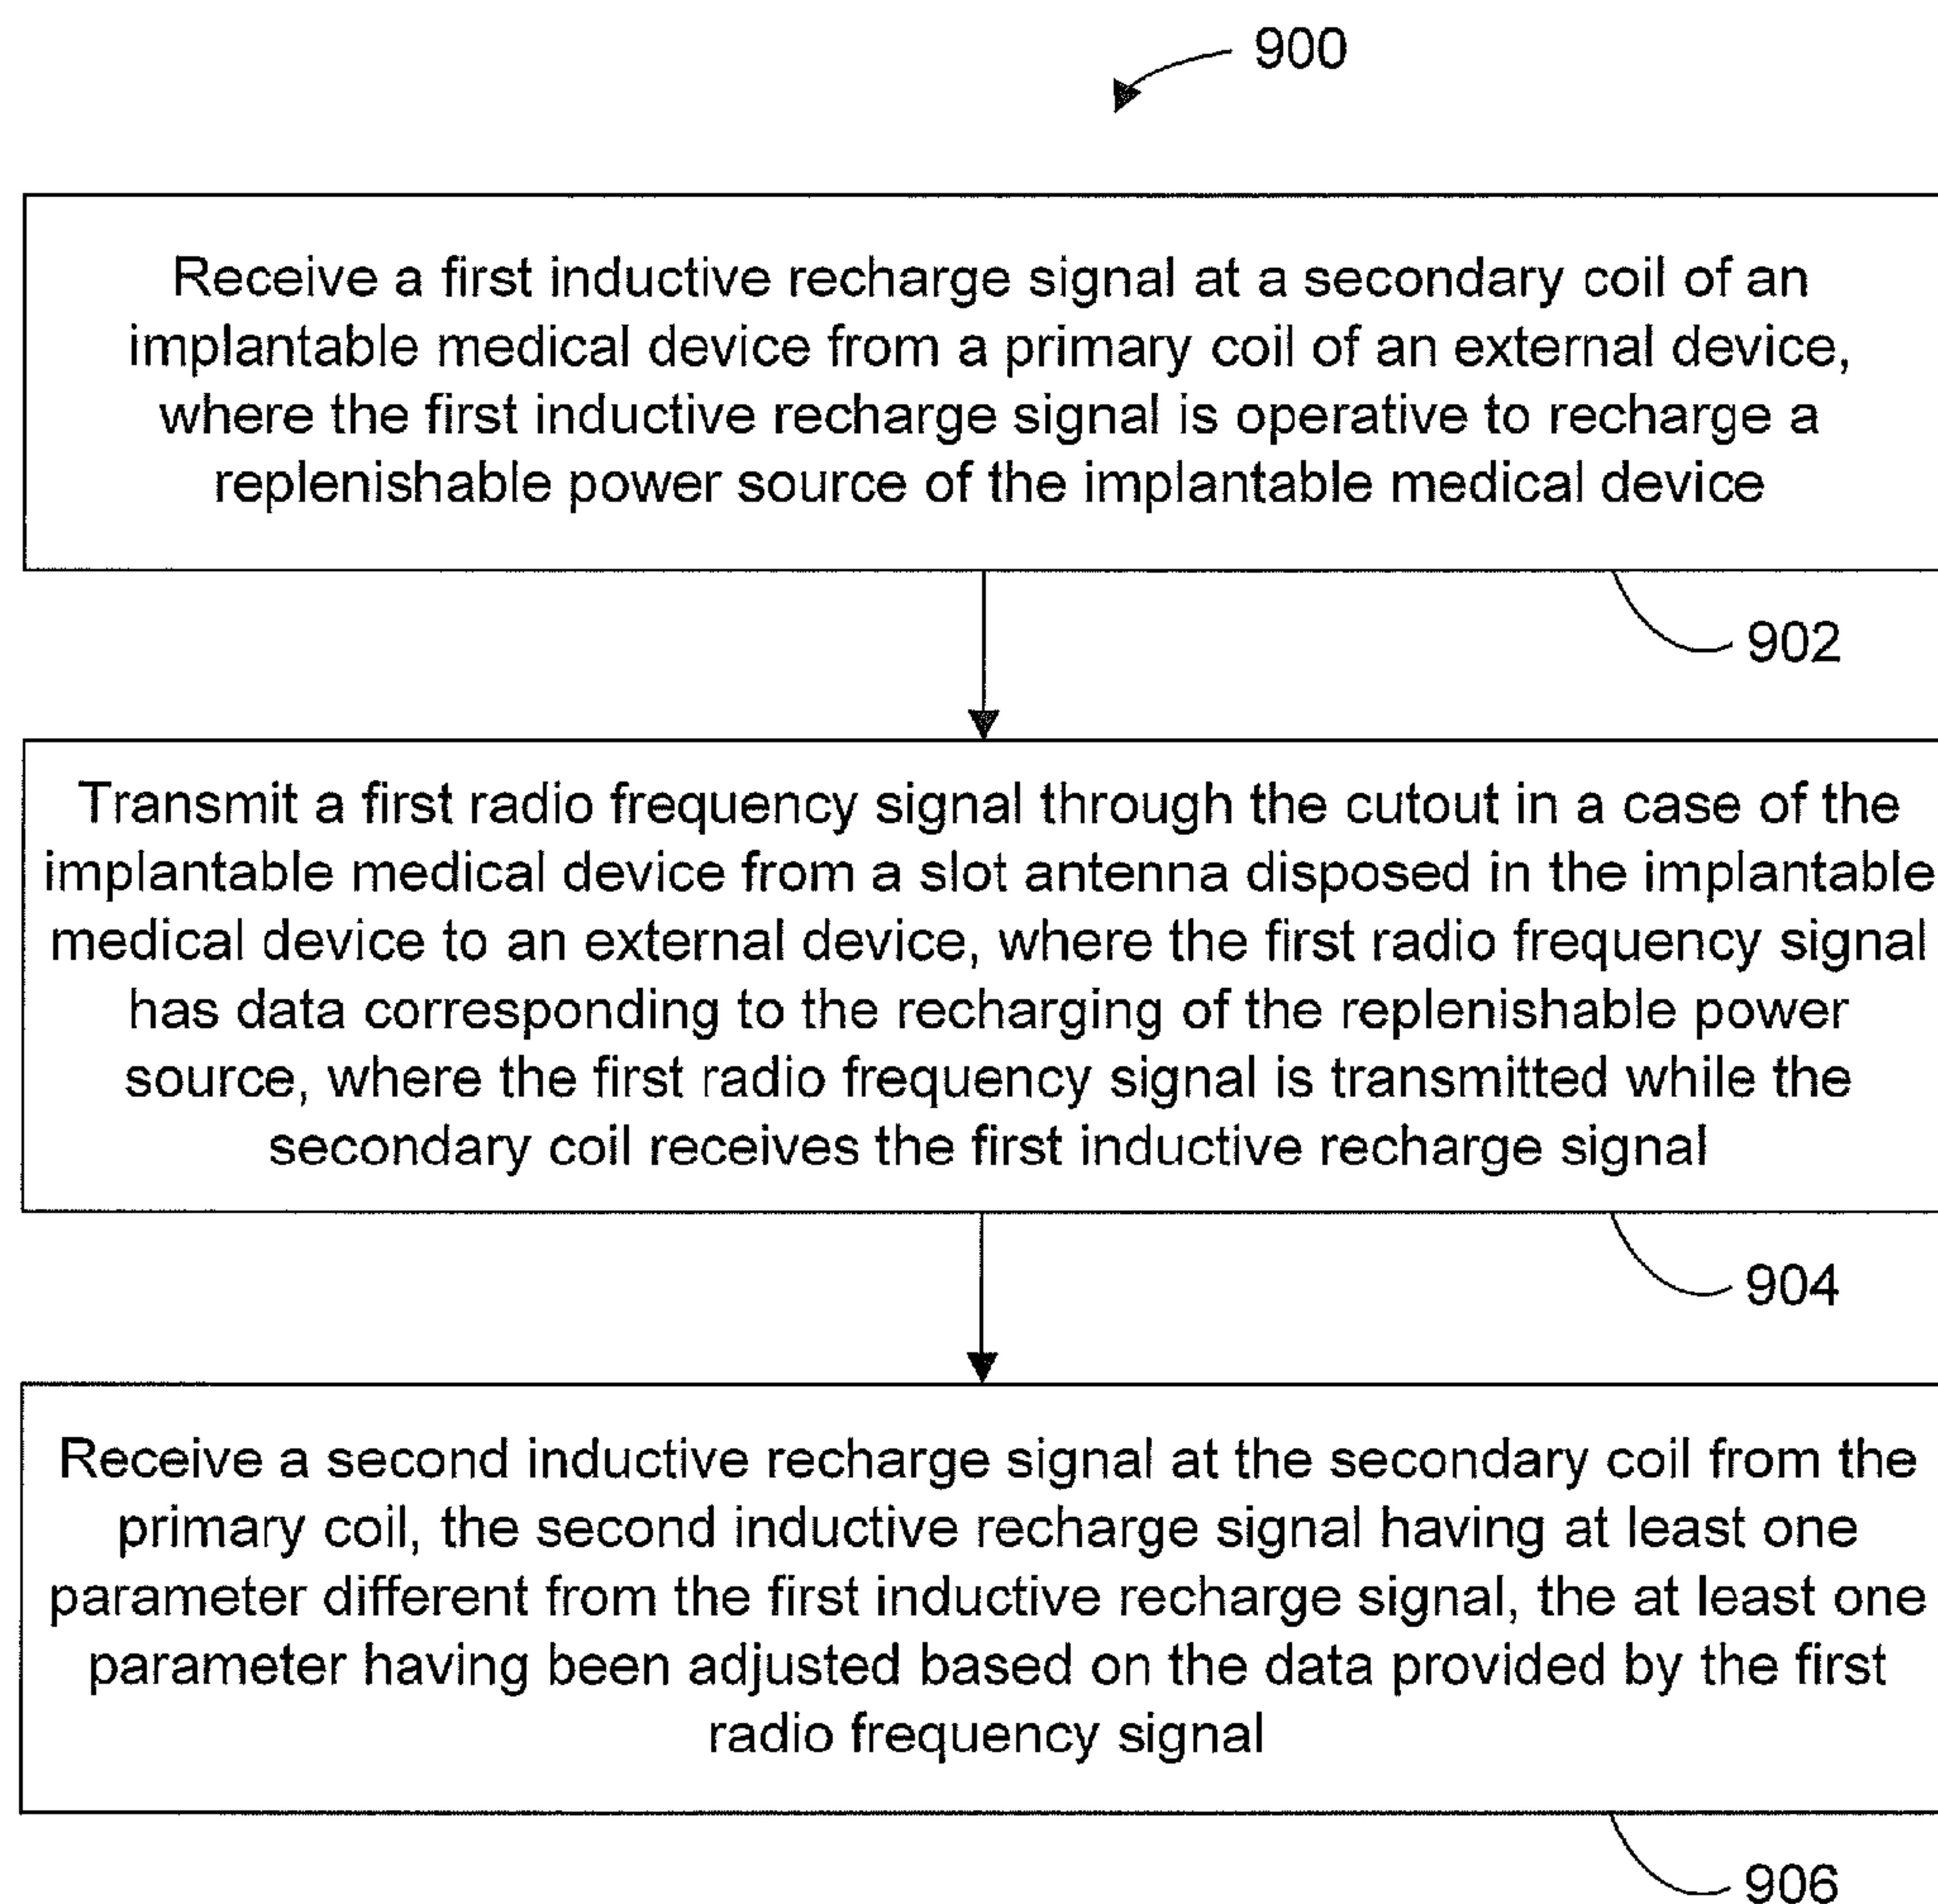 900
Receive a first inductive recharge signal at a secondary coil of an
implantable medical device from a primary coil of an external device,
where the first inductive recharge signal is operative to recharge a
replenishable power source of the implantable medical device
902
Transmit a first radio frequency signal through the cutout in a case of the
implantable medical device from a slot antenna disposed in the implantable
medical device to an external device, where the first radio frequency signal
has data corresponding to the recharging of the replenishable power
source, where the first radio frequency signal is transmitted while the
secondary coil receives the first inductive recharge signal
904
Receive a second inductive recharge signal at the secondary coil from the
primary coil, the second inductive recharge signal having at least one
parameter different from the first inductive recharge signal, the at least one
parameter having been adjusted based on the data provided by the first
radio frequency signal
906